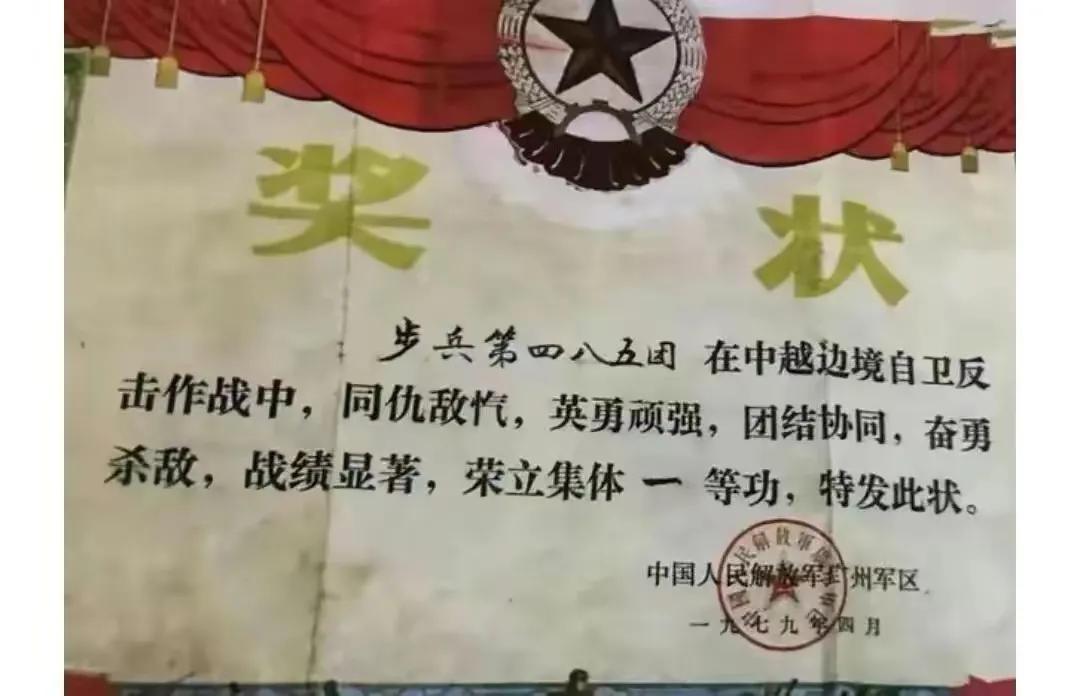 奖状
步兵第四八五团 在中越边境自卫反
击作战中，同仇敌忾，英勇顽强，团结协同，奋勇
杀敌，战绩显著，荣立集体 一 等功，特发此状。
中国人民解放军广州军区
一九七九年四月